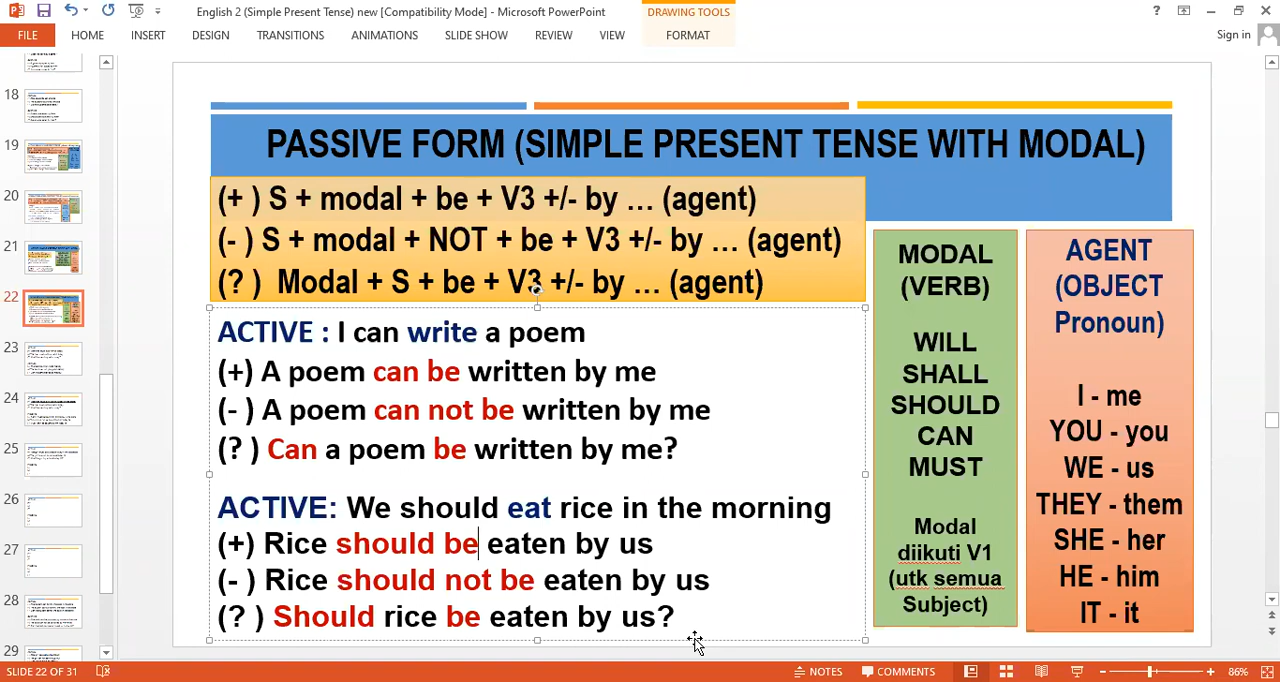 English 2 (Simple Present Tense) new [Compatibility Mode] - Microsoft PowerPoint
DRAWING TOOLS
?
FILE
HOME
INSERT
DESIGN
TRANSITIONS
ANIMATIONS
SLIDE SHOW
REVIEW
VIEW
FORMAT
Sign in
18
19
20
21
22
23
24
25
26
27
28
29
PASSIVE FORM (SIMPLE PRESENT TENSE WITH MODAL)
(+ ) S + modal + be + V3 +/- by … (agent)
(- ) S + modal + NOT + be + V3 +/- by … (agent)
(? ) Modal + S + be + V3 +/- by … (agent)
ACTIVE : I can write a poem
(+) A poem can be written by me
(- ) A poem can not be written by me
(? ) Can a poem be written by me?
ACTIVE: We should eat rice in the morning
(+) Rice should be eaten by us
(- ) Rice should not be eaten by us
(? ) Should rice be eaten by us?
MODAL
(VERB)
WILL
SHALL
SHOULD
CAN
MUST
Modal
diikuti V1
(utk semua
Subject)
AGENT
(OBJECT
Pronoun)
I - me
YOU - you
WE - us
THEY - them
SHE - her
HE - him
IT - it
SLIDE 22 OF 31
NOTES
COMMENTS
86%